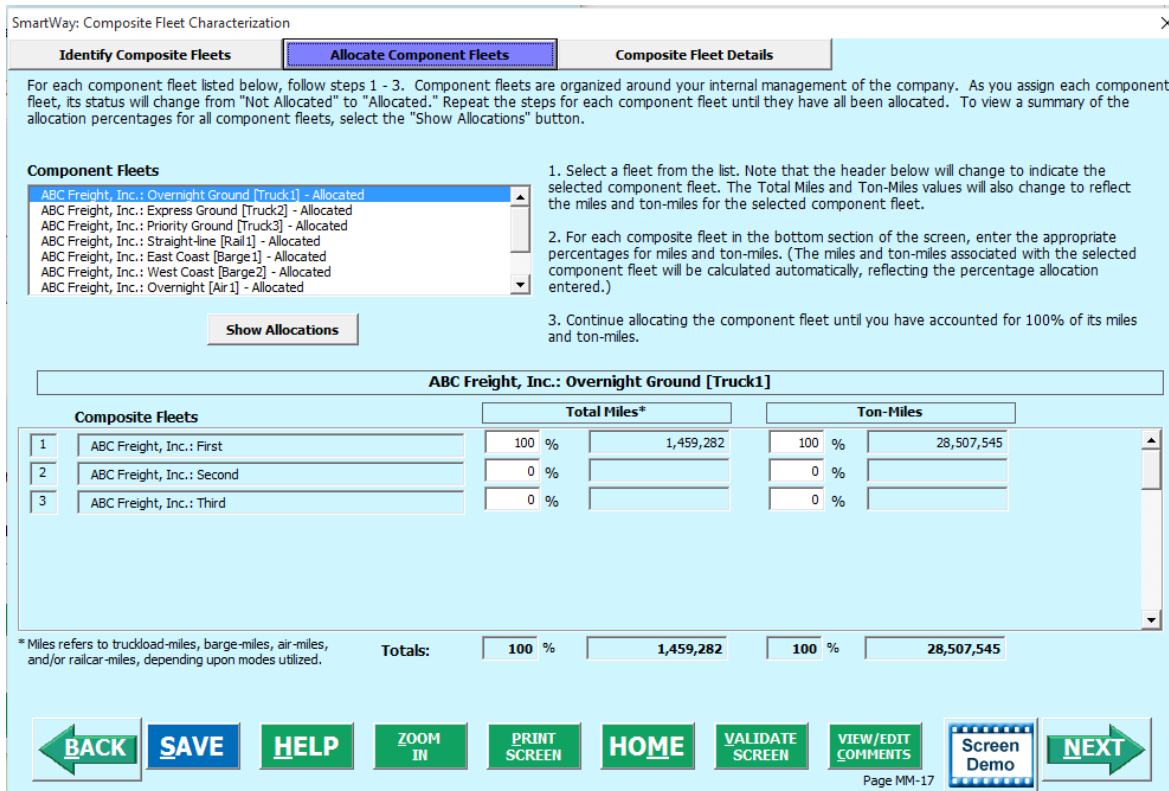 SmartWay: Composite Fleet Characterization
Identify Composite Fleets
Allocate Component Fleets
Composite Fleet Details
For each component fleet listed below, follow steps 1 - 3. Component fleets are organized around your internal management of the company. As you assign each component
fleet, its status will change from "Not Allocated" to "Allocated." Repeat the steps for each component fleet until they have all been allocated. To view a summary of the
allocation percentages for all component fleets, select the "Show Allocations" button.
Component Fleets
ABC Freight, Inc.: Overnight Ground [Truck1] - Allocated
ABC Freight, Inc.: Express Ground [Truck2] - Allocated
ABC Freight, Inc.: Priority Ground [Truck3] - Allocated
ABC Freight, Inc.: Straight-line [Rail1] - Allocated
ABC Freight, Inc.: East Coast [Barge1] - Allocated
ABC Freight, Inc.: West Coast [Barge2] - Allocated
ABC Freight, Inc.: Overnight [Air1] - Allocated
Show Allocations
1. Select a fleet from the list. Note that the header below will change to indicate the
selected component fleet. The Total Miles and Ton-Miles values will also change to reflect
the miles and ton-miles for the selected component fleet.
2. For each composite fleet in the bottom section of the screen, enter the appropriate
percentages for miles and ton-miles. (The miles and ton-miles associated with the selected
component fleet will be calculated automatically, reflecting the percentage allocation
entered.)
3. Continue allocating the component fleet until you have accounted for 100% of its miles
and ton-miles.
ABC Freight, Inc.: Overnight Ground [Truck1]
Composite Fleets Total Miles* Ton-Miles
1 ABC Freight, Inc.: First 100 % 1,459,282 100 % 28,507,545
2 ABC Freight, Inc.: Second 0 % 0 %
3 ABC Freight, Inc.: Third 0 % 0 %
* Miles refers to truckload-miles, barge-miles, air-miles,
and/or railcar-miles, depending upon modes utilized.
Totals: 100 % 1,459,282 100 % 28,507,545
BACK
SAVE
HELP
ZOOM
IN
PRINT
SCREEN
HOME
VALIDATE
SCREEN
VIEW/EDIT
COMMENTS
Screen
Demo
NEXT
Page MM-17